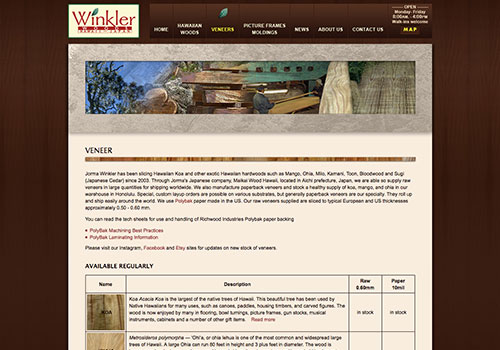 Winkler
WOODS
HAWAII - JAPAN
HOME
HAWAIIAN
WOODS
VENEERS
PICTURE FRAMES
MOLDINGS
NEWS
ABOUT US
CONTACT US
OPEN
Monday - Friday
8:00AM - 4:00PM
Walk-ins welcome
MAP
VENEER
Jorma Winkler has been slicing Hawaiian Koa and other exotic Hawaiian hardwoods such as Mango, Ohia, Milo, Kamani, Toon, Bloodwood and Sugi
(Japanese Cedar) since 2003. Through Jorma's Japanese company, Maikai Wood Hawaii, located in Aichi prefecture, Japan, we are able so supply raw
veneers in large quantities for shipping worldwide. We also manufacture paperback veneers and stock a healthy supply of koa, mango, and ohia in our
warehouse in Honolulu. Special, custom layup orders are possible on various substrates, but generally paperback veneers are our specialty. They roll up
and ship easily around the world. We use Polybak paper made in the US. Our raw veneers supplied are sliced to typical European and US thicknesses
approximately 0.50 - 0.60 mm.
You can read the tech sheets for use and handling of Richwood Industries Polybak paper backing
PolyBak Machining Best Practices
PolyBak Laminating Information
Please visit our Instagram, Facebook and Etsy sites for updates on new stock of veneers.
AVAILABLE REGULARLY
Name
Description
Raw
0.60mm
Paper
10mil
KOA
Koa Acacia Koa is the largest of the native trees of Hawaii. This beautiful tree has been used by
Native Hawaiians for many uses, such as canoes, paddles, housing timbers, and carved figures. The
wood is now enjoyed by many in flooring, bowl turnings, picture frames, gun stocks, musical
instruments, cabinets and a number of other gift items. Read more
in stock
in stock
Metrosideros polymorpha — 'Ohi'a, or ohia lehua is one of the most common and widespread large
trees of Hawaii. A large Ohia can run 80 feet in height and 3 plus feet in diameter. The wood is